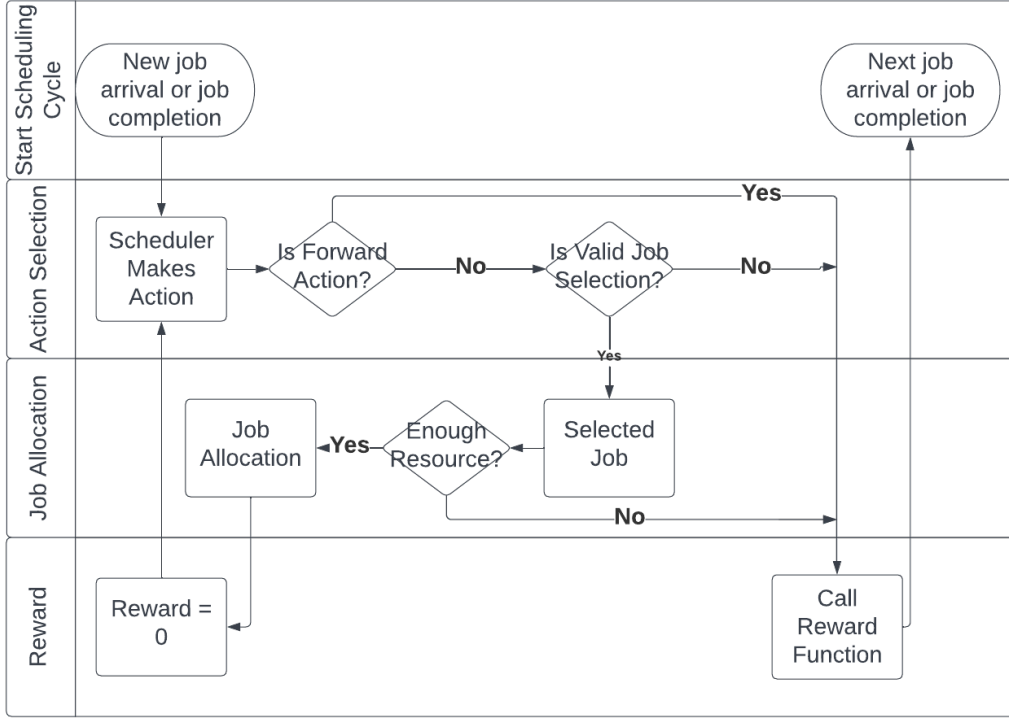 Start Scheduling
Cycle
New job
arrival or job
completion
Next job
arrival or job
completion
Action Selection
Yes
Scheduler
Makes
Action
Is Forward
Action?
No
Is Valid Job
Selection?
No
Yes
Job Allocation
Job
Allocation
Yes
Enough
Resource?
Selected
Job
No
Reward
Reward =
0
Call
Reward
Function